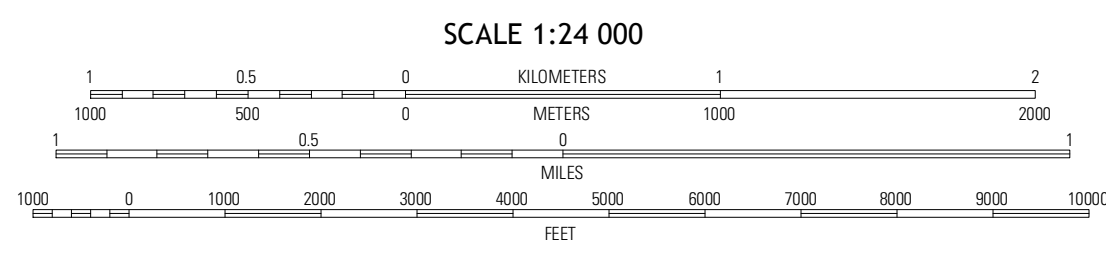 SCALE 1:24 000
1 0.5 0 KILOMETERS 1 2
1000 500 0 METERS 1000 2000
1 0.5 0 1
MILES
1000 0 1000 2000 3000 4000 5000 6000 7000 8000 9000 10000
FEET